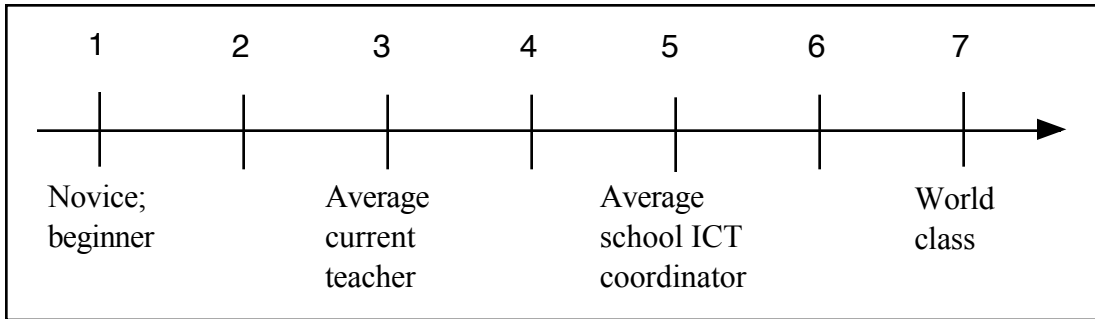 1 2 3 4 5 6 7
Novice; beginner
Average current teacher
Average school ICT coordinator
World class